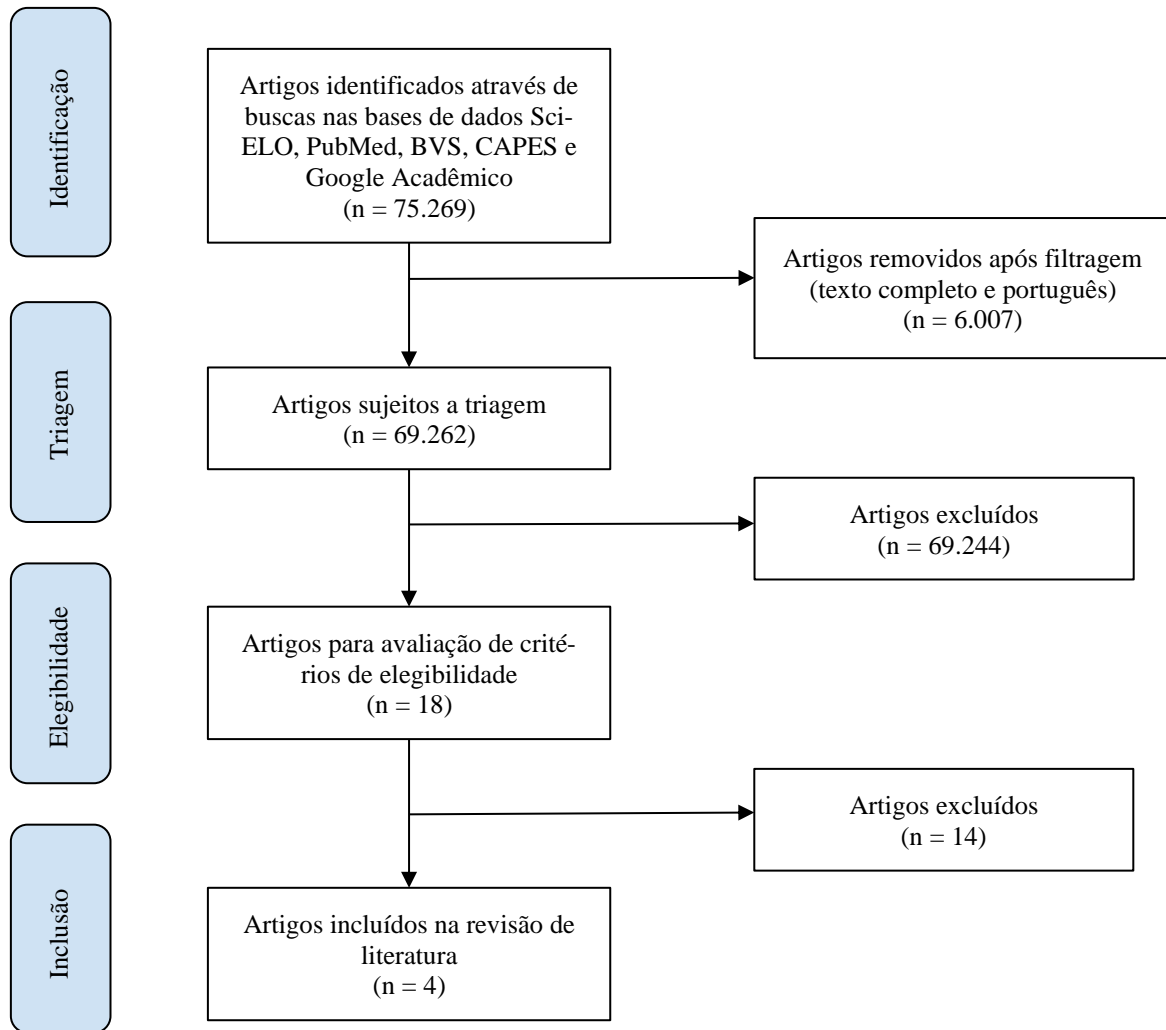 Identificação
Artigos identificados através de
buscas nas bases de dados Sci-
ELO, PubMed, BVS, CAPES e
Google Acadêmico
(n = 75.269)
Artigos removidos após filtragem
(texto completo e português)
(n = 6.007)
Triagem
Artigos sujeitos a triagem
(n = 69.262)
Artigos excluídos
(n = 69.244)
Elegibilidade
Artigos para avaliação de crité-
rios de elegibilidade
(n = 18)
Artigos excluídos
(n = 14)
Inclusão
Artigos incluídos na revisão de
literatura
(n = 4)